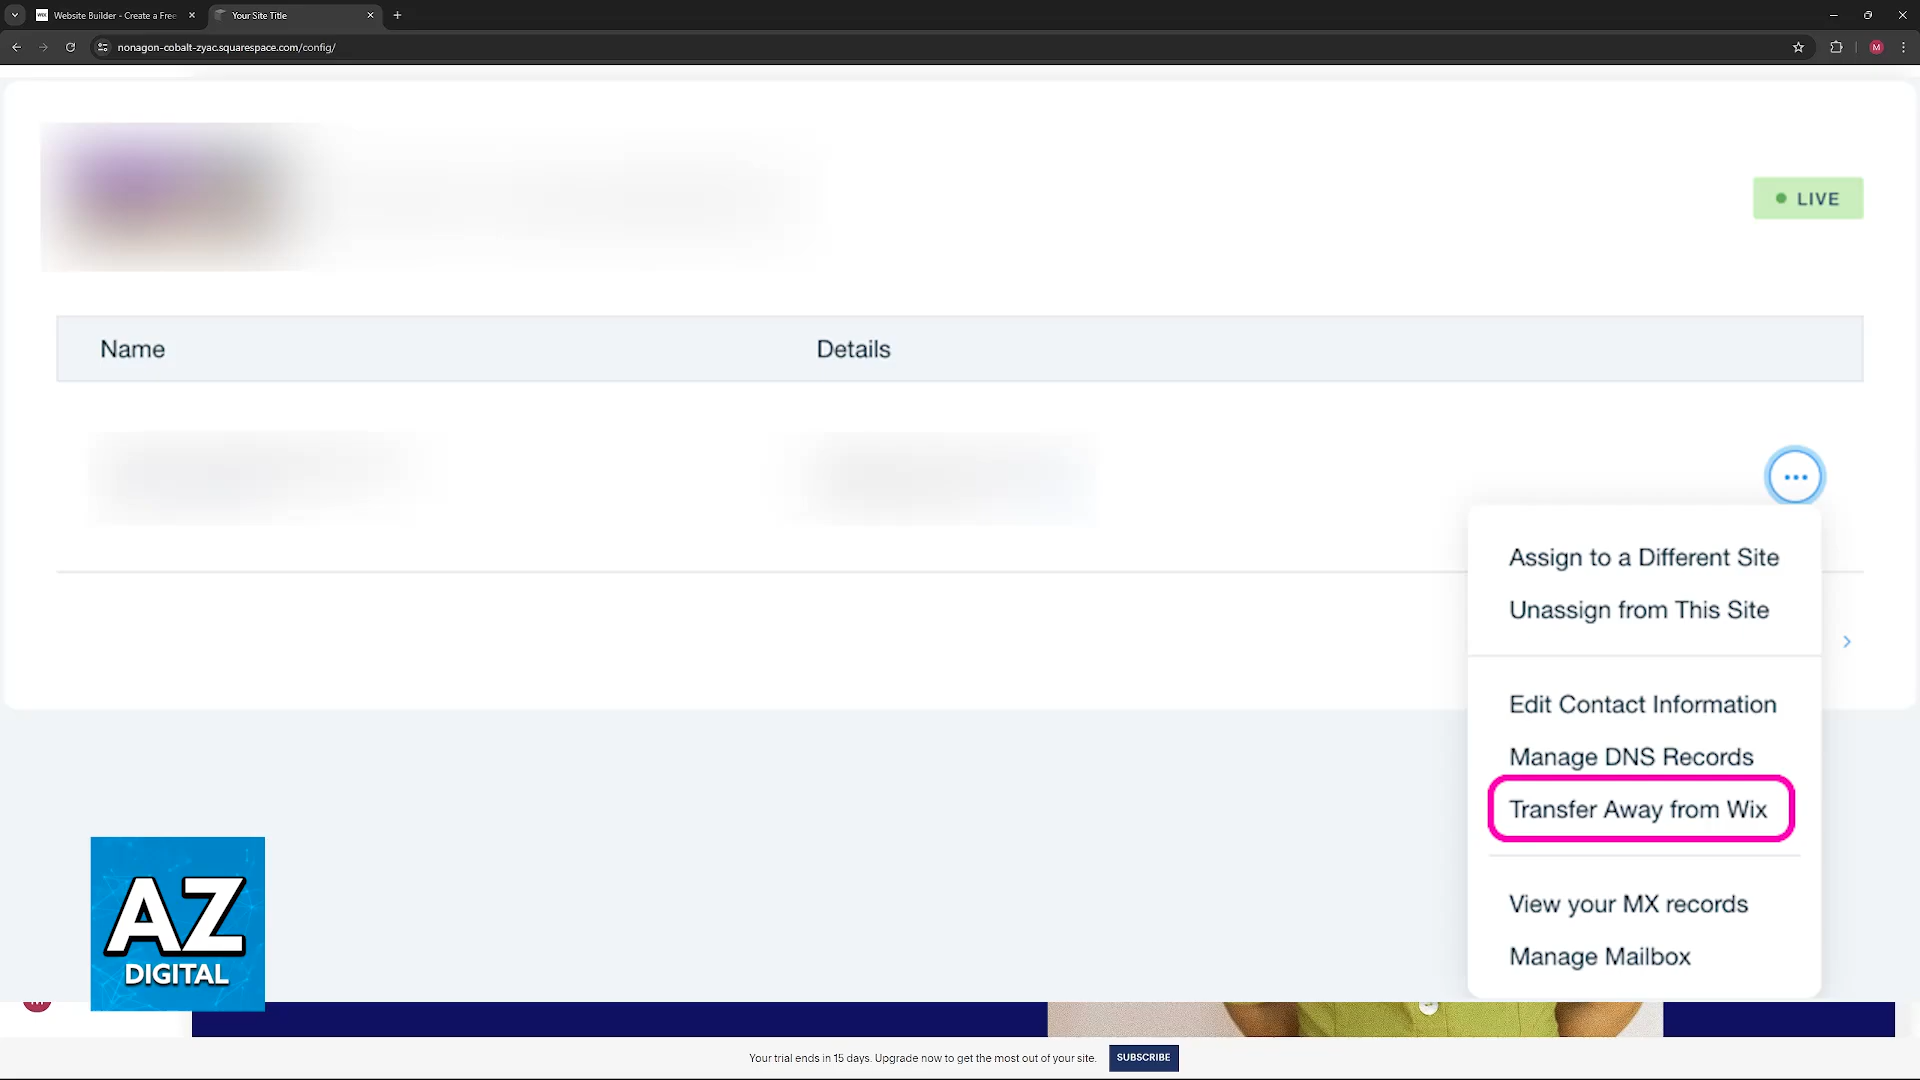 WIX Website Builder - Create a Free
Your Site Title
nonagon-cobalt-zyac.squarespace.com/config/
M
LIVE
Name
Details
Assign to a Different Site
Unassign from This Site
Edit Contact Information
Manage DNS Records
Transfer Away from Wix
View your MX records
Manage Mailbox
AZ
DIGITAL
Your trial ends in 15 days. Upgrade now to get the most out of your site.
SUBSCRIBE